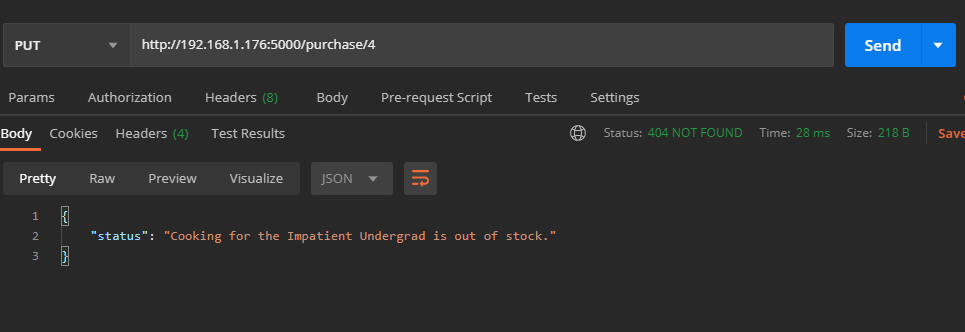 PUT http://192.168.1.176:5000/purchase/4 Send
Params Authorization Headers (8) Body Pre-request Script Tests Settings
Body Cookies Headers (4) Test Results Status: 404 NOT FOUND Time: 28 ms Size: 218 B Save
Pretty Raw Preview Visualize JSON
1 {
2 "status": "Cooking for the Impatient Undergrad is out of stock."
3 }